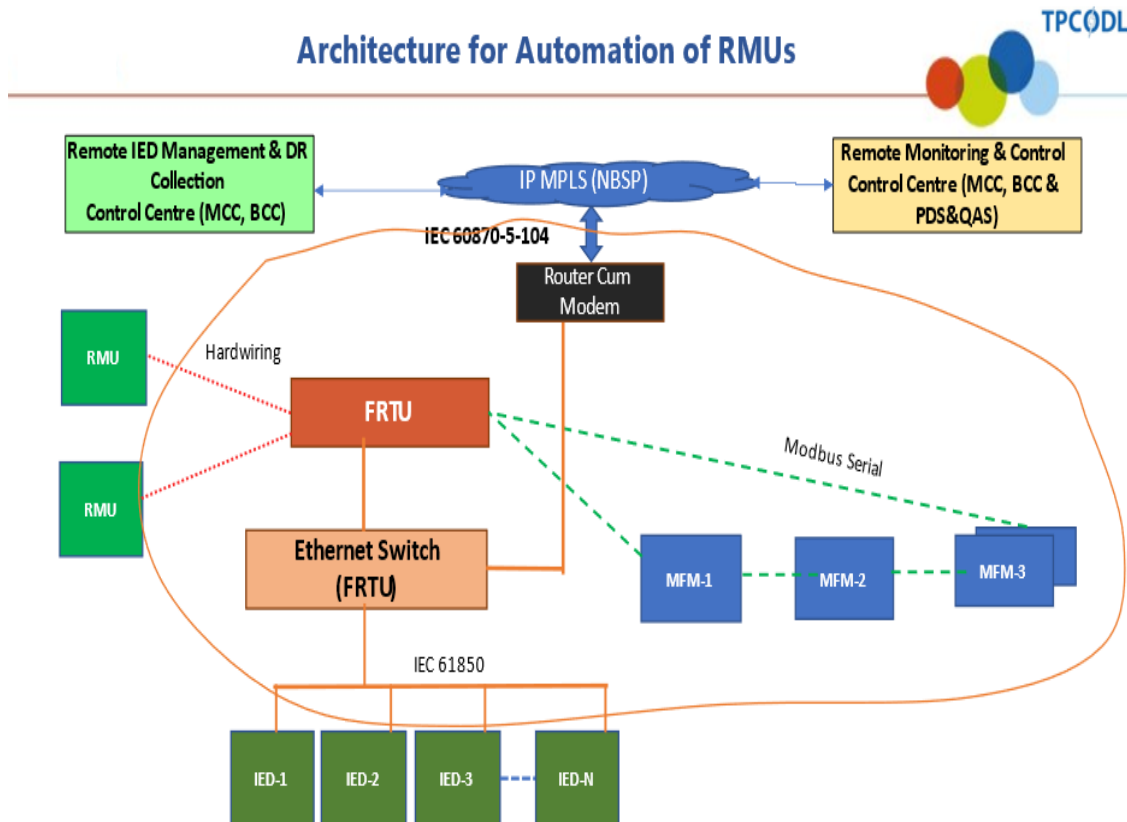 TPCODL
Architecture for Automation of RMUs
Remote IED Management & DR
Collection
Control Centre (MCC, BCC)
IP MPLS (NBSP)
Remote Monitoring & Control
Control Centre (MCC, BCC &
PDS&QAS)
IEC 60870-5-104
Router Cum
Modem
RMU
Hardwiring
FRTU
Modbus Serial
RMU
Ethernet Switch
(FRTU)
MFM-1
MFM-2
MFM-3
IEC 61850
IED-1
IED-2
IED-3
IED-N